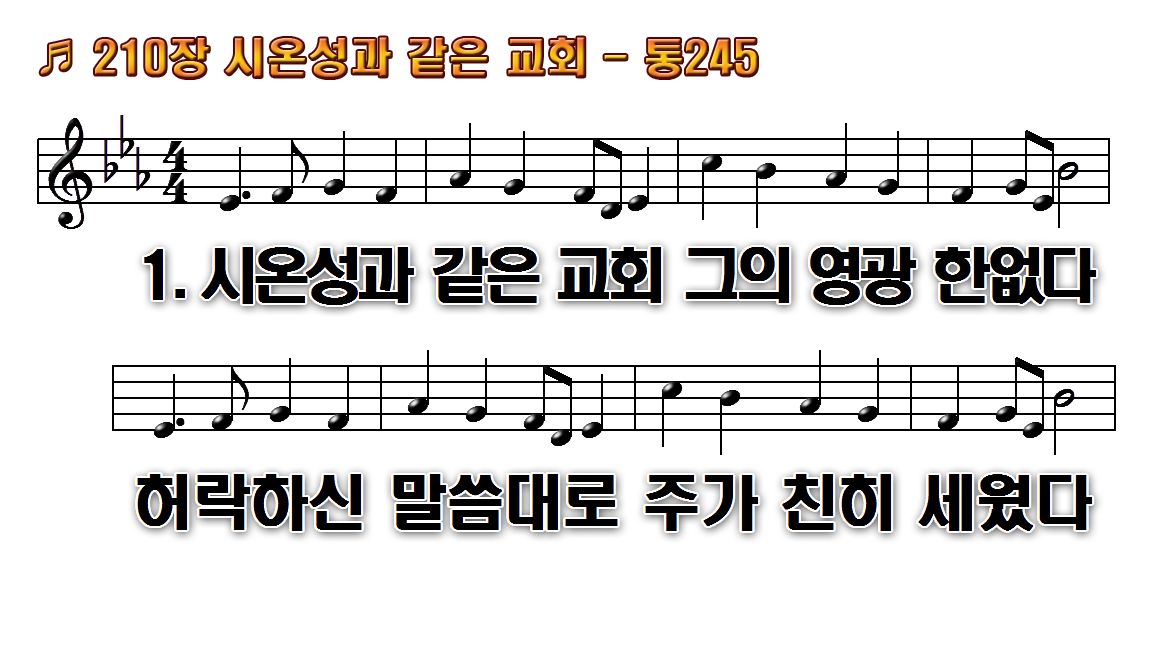 ♬ 210장 시온성과 같은 교회 - 통245
1. 시온성과 같은 교회 그의 영광 한없다
허락하신 말씀대로 주가 친히 세웠다